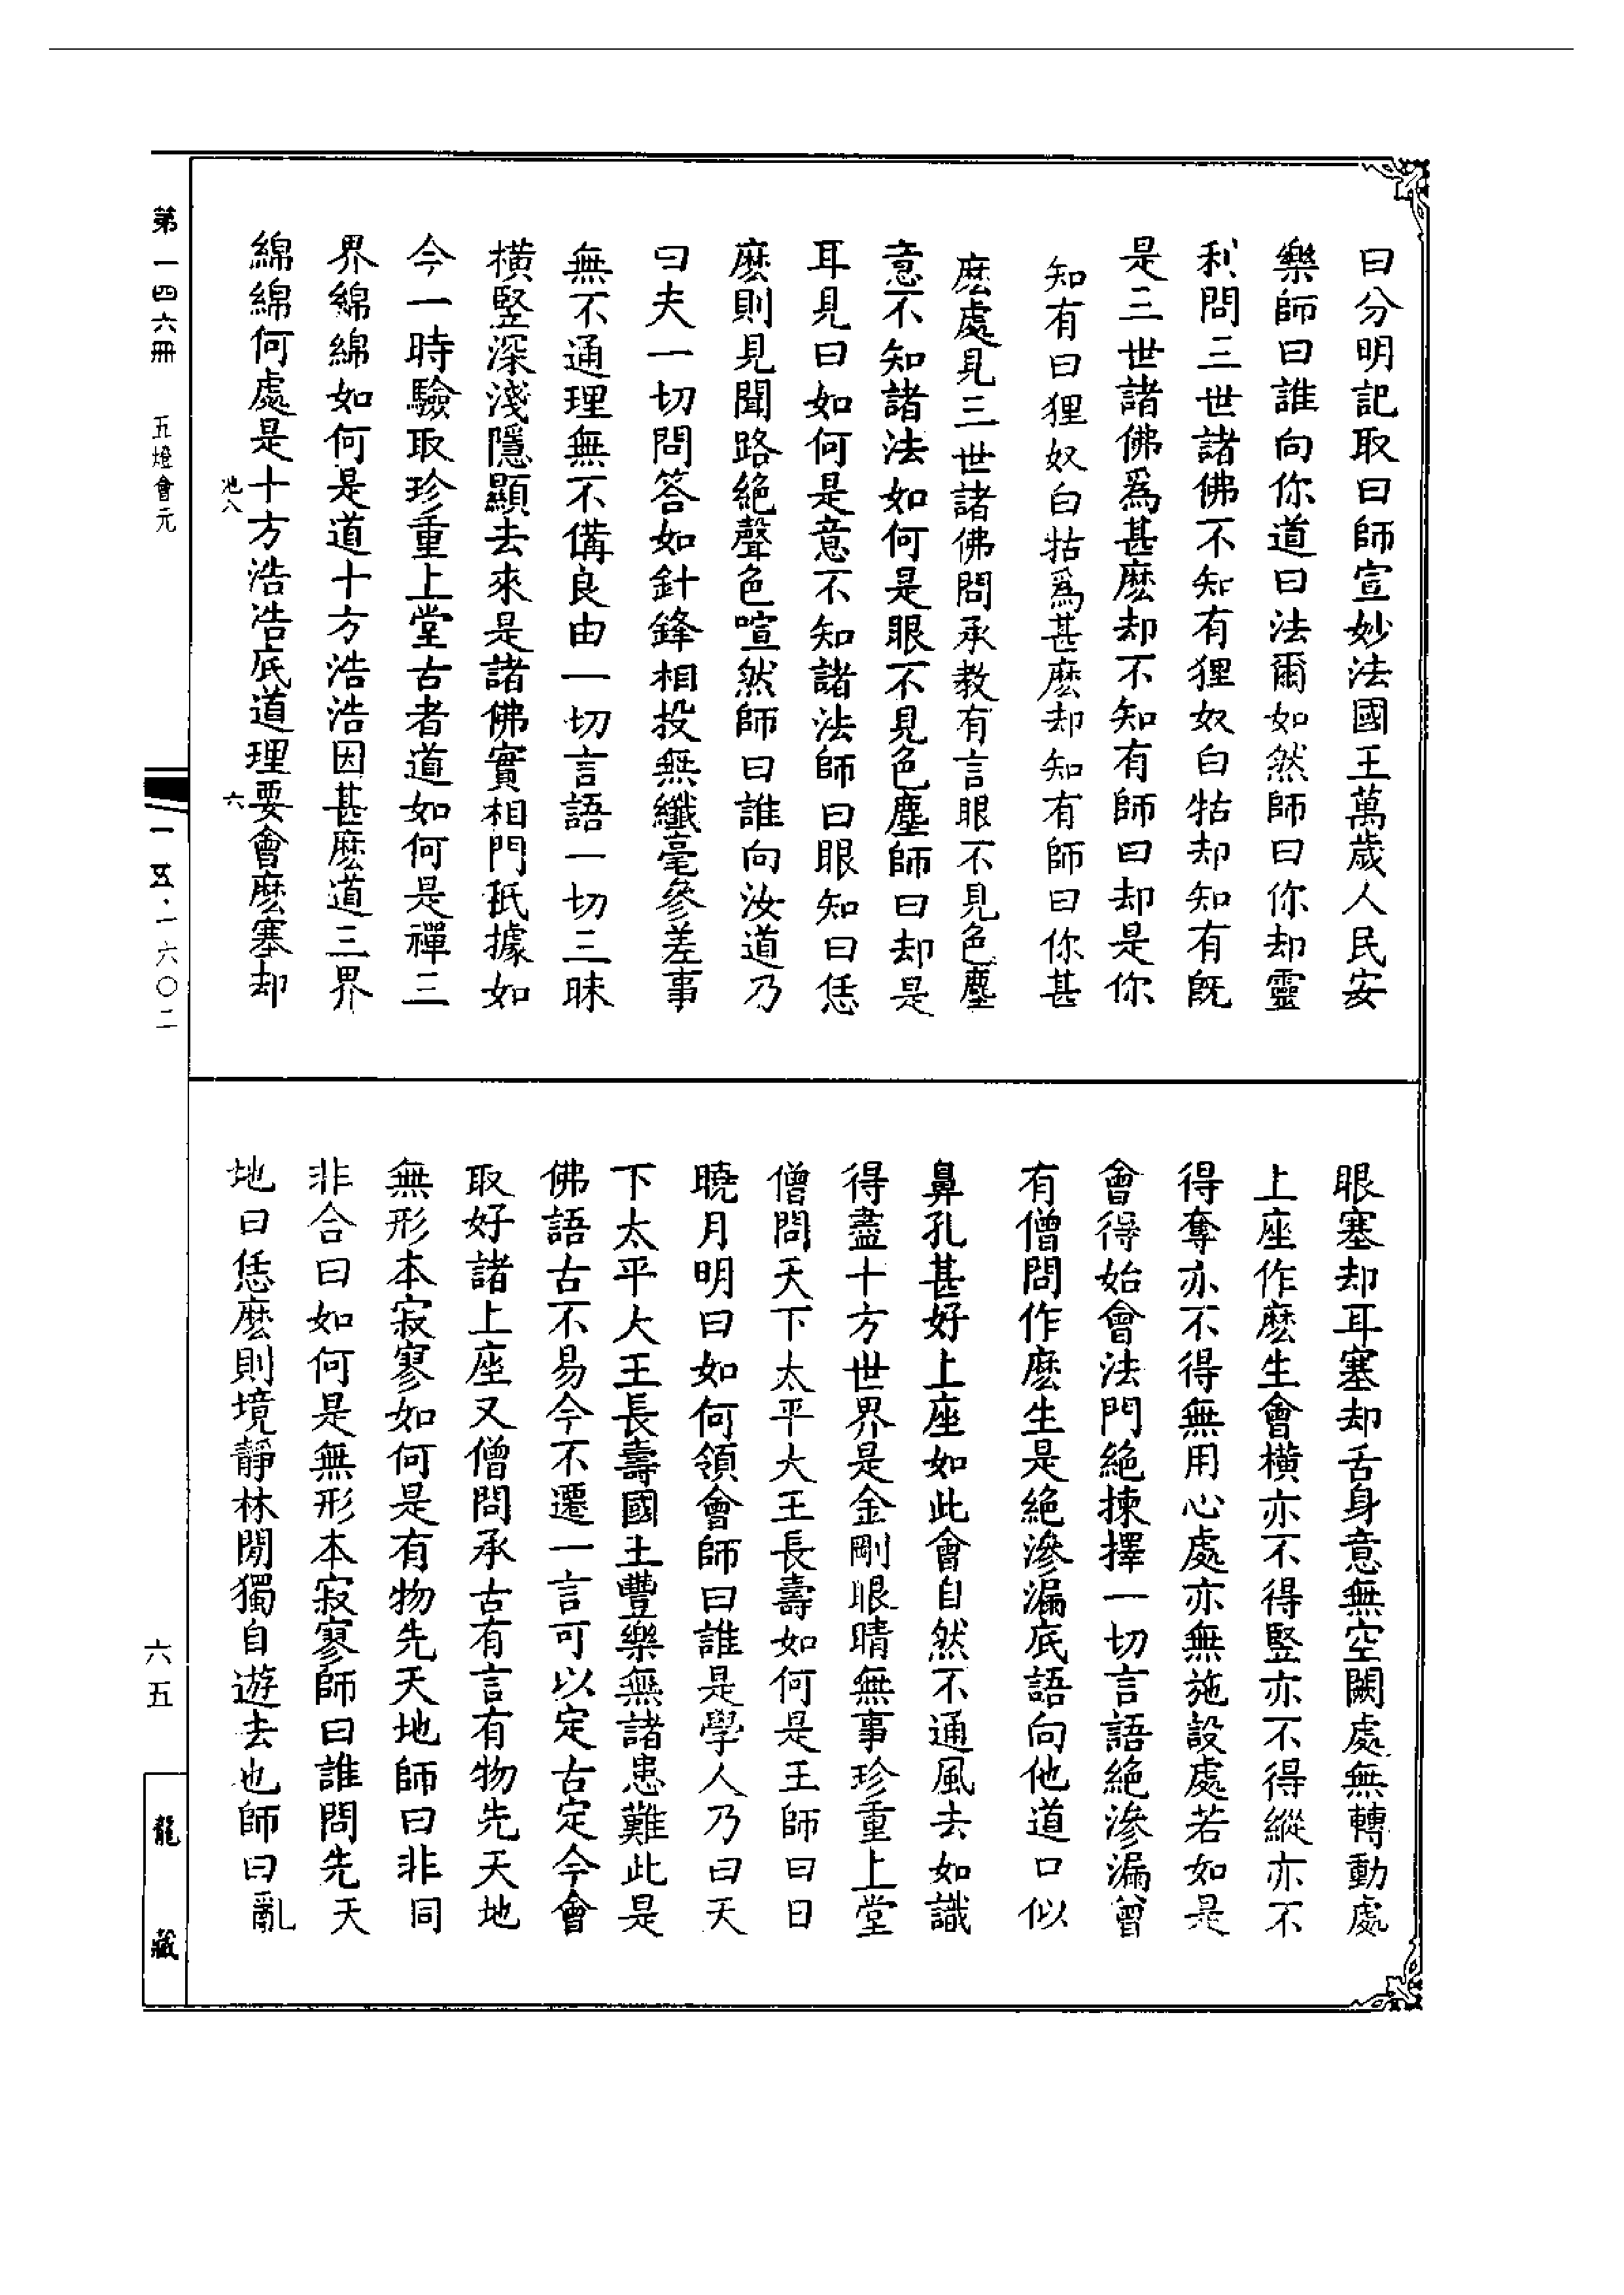 曰分明記取曰師宣妙法國王萬歲人民安
樂師曰誰向你道曰法爾如然師曰你却靈
利問三世諸佛不知有狸奴白牯却知有既
是三世諸佛爲甚麽却不知有師曰却是你
知有曰狸奴白牯爲甚麽却知有師曰你甚
麽處見三世諸佛問承教有言眼不見色塵
意不知諸法如何是眼不見色塵師曰却是
耳見曰如何是意不知諸法師曰眼知曰恁
麽則見聞路絕聲色喧然師曰誰向汝道乃
曰夫一切問答如針鋒相投無纖毫參差事
無不通理無不備良由一切言語一切三昧
橫竪深淺隱顯去來是諸佛實相門秖據如
今一時驗取珍重上堂古者道如何是禪三
界綿綿如何是道十方浩浩因甚麽道三界
綿綿何處是十方浩浩底道理要會麽塞却
眼塞却耳塞却舌身意無空闕處無轉動處
上座作麽生會橫亦不得竪亦不得縱亦不
得奪亦不得無用心處亦無施設處若如是
會得始會法門絕揀擇一切言語絕滲漏曾
有僧問作麽生是絕滲漏底語向他道口似
鼻孔甚好上座如此會自然不通風去如識
得盡十方世界是金剛眼睛無事珍重上堂
僧問天下太平大王長壽如何是王師曰日
曉月明曰如何領會師曰誰是學人乃曰天
下太平大王長壽國土豐樂無諸患難此是
佛語古不易今不遷一言可以定古定今會
取好諸上座又僧問承古有言有物先天地
無形本寂寥如何是有物先天地師曰非同
非合曰如何是無形本寂寥師曰誰問先天
地曰恁麽則境靜林閒獨自遊去也師曰亂
第一四六冊 五燈會元
池八
六
一五·一六〇二
六五
龍藏